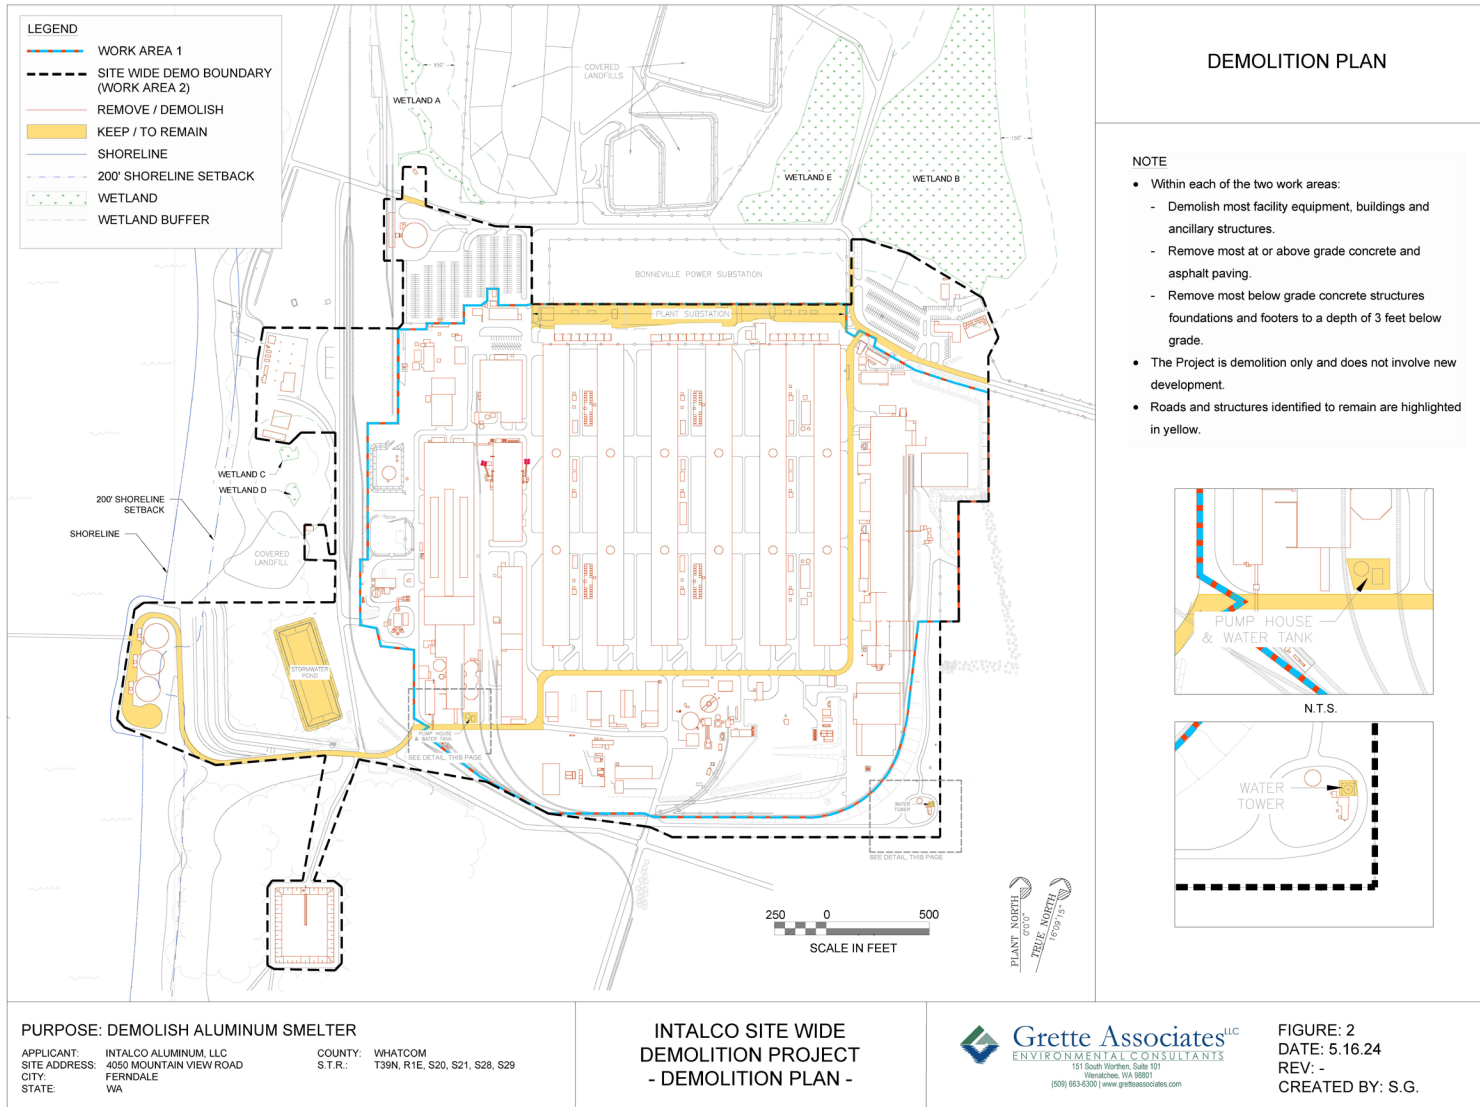 LEGEND
WORK AREA 1
SITE WIDE DEMO BOUNDARY
(WORK AREA 2)
REMOVE / DEMOLISH
KEEP / TO REMAIN
SHORELINE
200' SHORELINE SETBACK
WETLAND
WETLAND BUFFER
150'
COVERED
LANDFILLS
WETLAND A
WETLAND E
WETLAND B
150'
BONNEVILLE POWER SUBSTATION
PLANT SUBSTATION
WETLAND C
WETLAND D
200' SHORELINE
SETBACK
SHORELINE
COVERED
LANDFILL
STORMWATER
POND
PUMP HOUSE
& WATER TANK
SEE DETAIL, THIS PAGE
WATER
TOWER
SEE DETAIL, THIS PAGE
250 0 500
SCALE IN FEET
PLANT NORTH
0°0'0"
TRUE NORTH
16°09'15"
DEMOLITION PLAN
NOTE
• Within each of the two work areas:
- Demolish most facility equipment, buildings and
ancillary structures.
- Remove most at or above grade concrete and
asphalt paving.
- Remove most below grade concrete structures
foundations and footers to a depth of 3 feet below
grade.
• The Project is demolition only and does not involve new
development.
• Roads and structures identified to remain are highlighted
in yellow.
PUMP HOUSE
& WATER TANK
N.T.S.
WATER
TOWER
PURPOSE: DEMOLISH ALUMINUM SMELTER
APPLICANT: INTALCO ALUMINUM, LLC
SITE ADDRESS: 4050 MOUNTAIN VIEW ROAD
CITY: FERNDALE
STATE: WA
COUNTY: WHATCOM
S.T.R.: T39N, R1E, S20, S21, S28, S29
INTALCO SITE WIDE
DEMOLITION PROJECT
- DEMOLITION PLAN -
Grette Associates LLC
ENVIRONMENTAL CONSULTANTS
151 South Worthen, Suite 101
Wenatchee, WA 98801
(509) 663-6300 | www.gretteassociates.com
FIGURE: 2
DATE: 5.16.24
REV: -
CREATED BY: S.G.